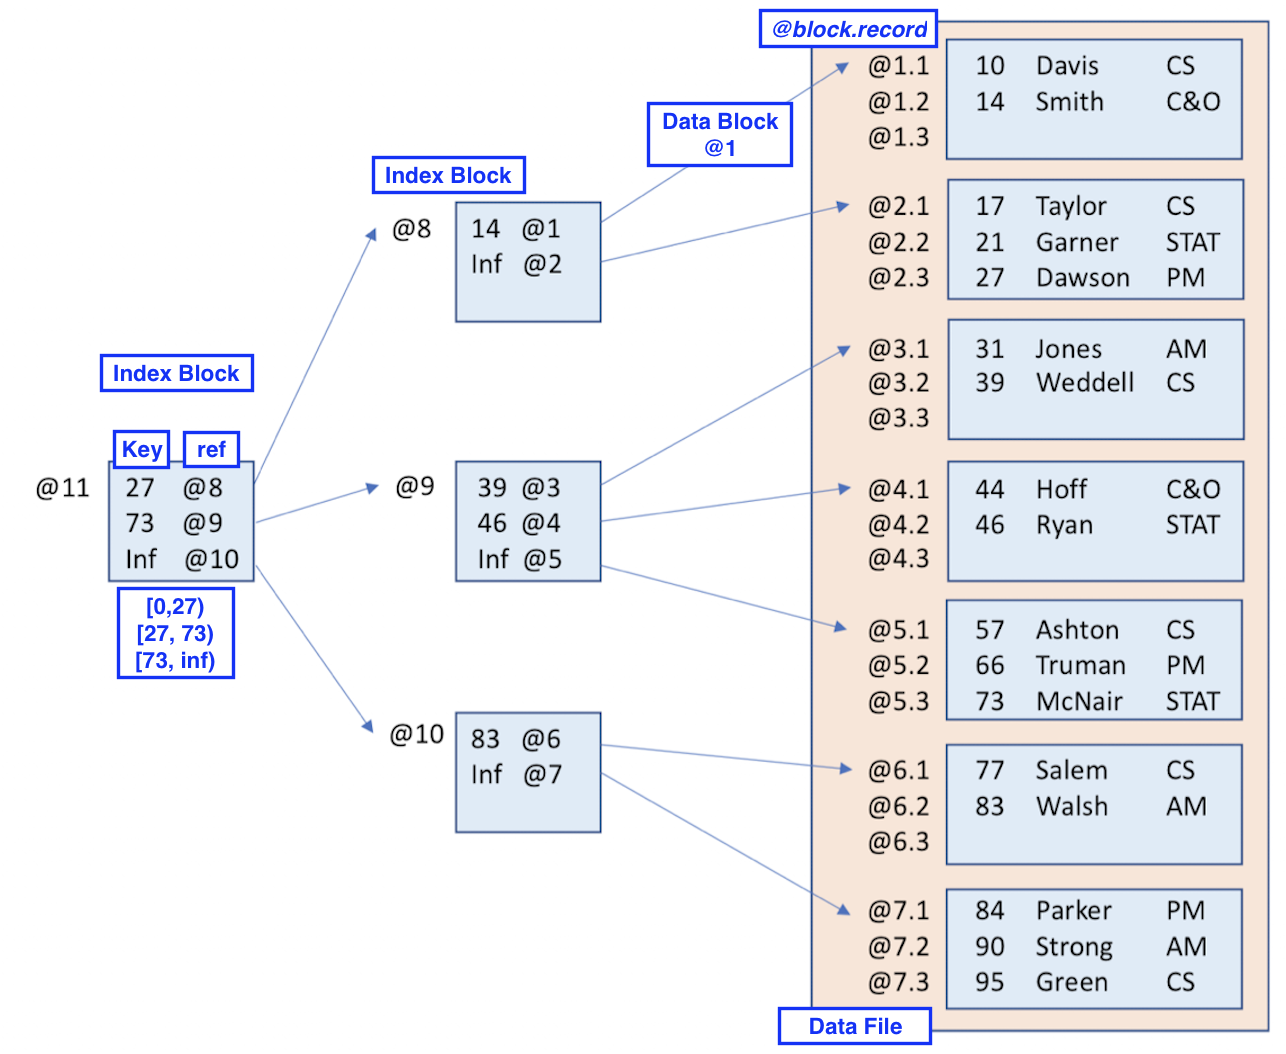 @block.record
@1.1 10 Davis CS
@1.2 14 Smith C&O
@1.3
Data Block
@1
Index Block
@8 14 @1
Inf @2
@2.1 17 Taylor CS
@2.2 21 Garner STAT
@2.3 27 Dawson PM
@3.1 31 Jones AM
@3.2 39 Weddell CS
@3.3
Index Block
Key ref
@11 27 @8
73 @9
Inf @10
[0,27)
[27, 73)
[73, inf)
@9 39 @3
46 @4
Inf @5
@4.1 44 Hoff C&O
@4.2 46 Ryan STAT
@4.3
@5.1 57 Ashton CS
@5.2 66 Truman PM
@5.3 73 McNair STAT
@10 83 @6
Inf @7
@6.1 77 Salem CS
@6.2 83 Walsh AM
@6.3
@7.1 84 Parker PM
@7.2 90 Strong AM
@7.3 95 Green CS
Data File